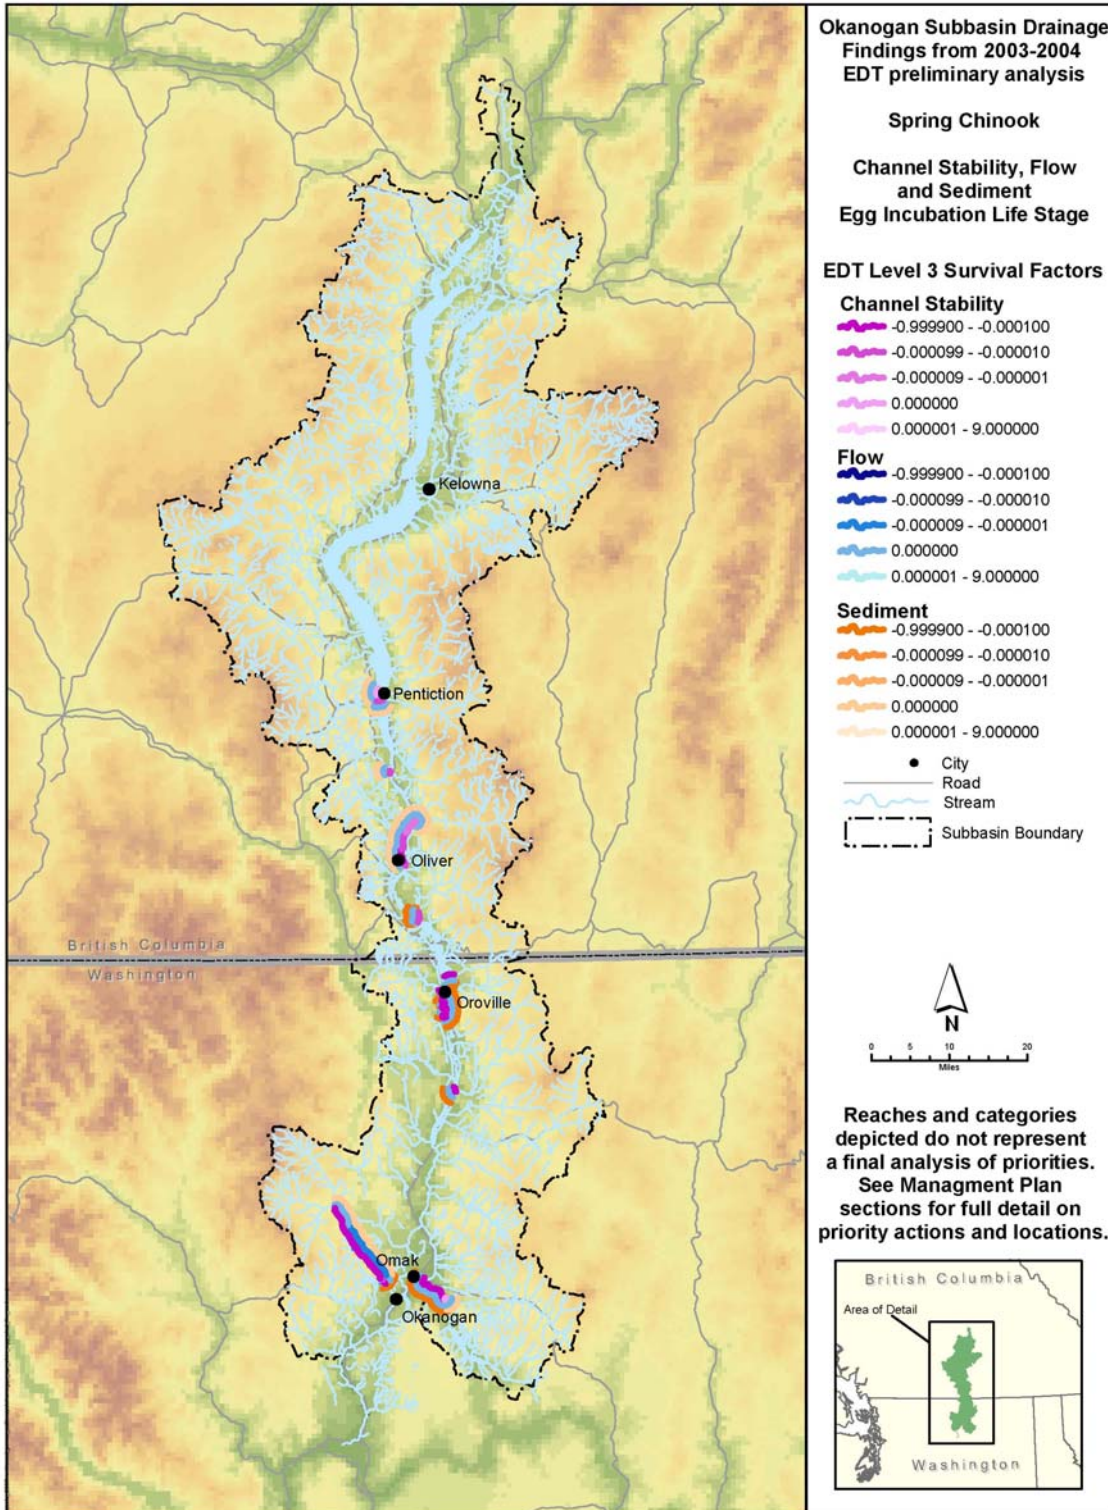 Okanogan Subbasin Drainage
Findings from 2003-2004
EDT preliminary analysis
Spring Chinook
Channel Stability, Flow
and Sediment
Egg Incubation Life Stage
EDT Level 3 Survival Factors
Channel Stability
-0.999900 - -0.000100
-0.000099 - -0.000010
-0.000009 - -0.000001
0.000000
0.000001 - 9.000000
Flow
-0.999900 - -0.000100
-0.000099 - -0.000010
-0.000009 - -0.000001
0.000000
0.000001 - 9.000000
Sediment
-0.999900 - -0.000100
-0.000099 - -0.000010
-0.000009 - -0.000001
0.000000
0.000001 - 9.000000
City
Road
Stream
Subbasin Boundary
N
0 5 10 20
Miles
Reaches and categories
depicted do not represent
a final analysis of priorities.
See Managment Plan
sections for full detail on
priority actions and locations.
British Columbia
Area of Detail
Washington
Kelowna
Pentiction
Oliver
British Columbia
Washington
Oroville
Omak
Okanogan